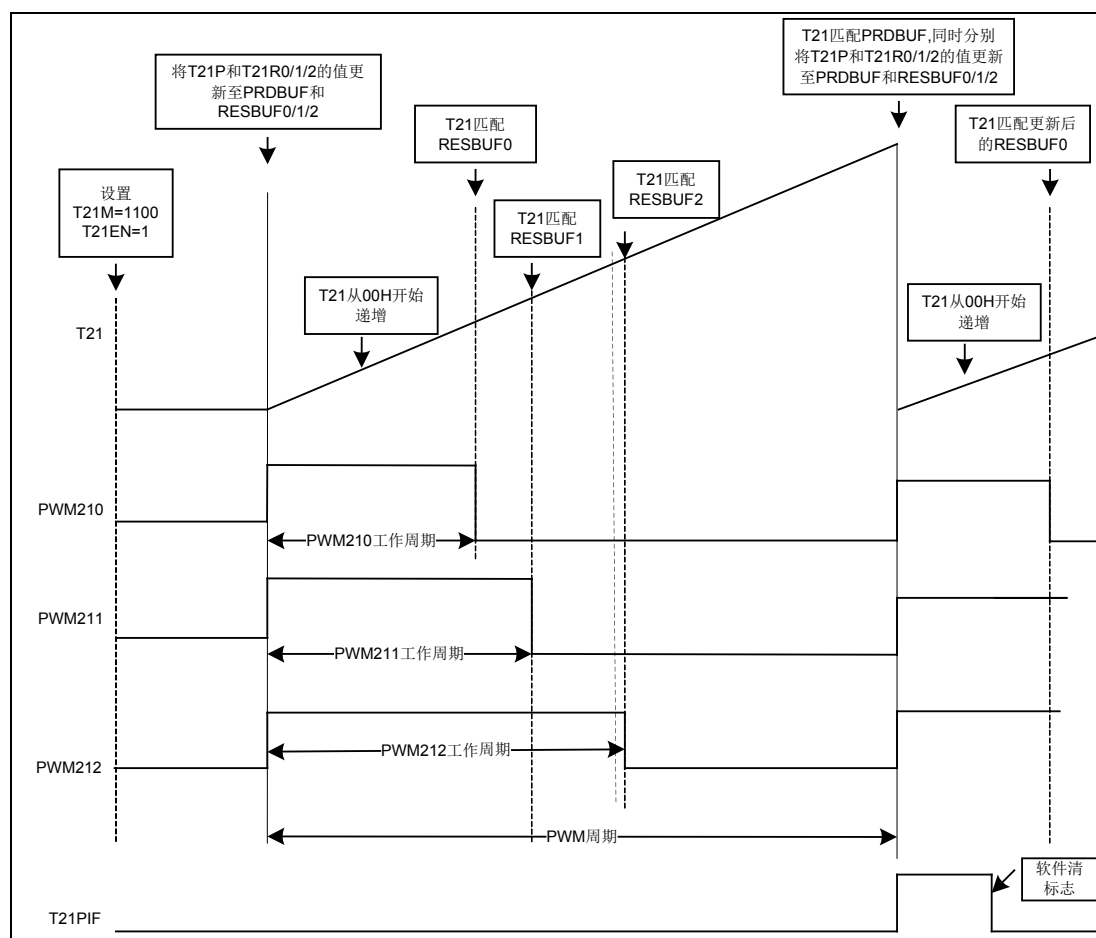 T21匹配PRDBUF,同时分别
将T21P和T21R0/1/2的值更新
至PRDBUF和RESBUF0/1/2
将T21P和T21R0/1/2的值更
新至PRDBUF和
RESBUF0/1/2
T21匹配
RESBUF0
T21匹配更新后
的RESBUF0
T21匹配
RESBUF2
设置
T21M=1100
T21EN=1
T21匹配
RESBUF1
T21从00H开始
递增
T21从00H开始
递增
T21
PWM210
PWM210工作周期
PWM211
PWM211工作周期
PWM212工作周期
PWM212
PWM周期
软件清
标志
T21PIF